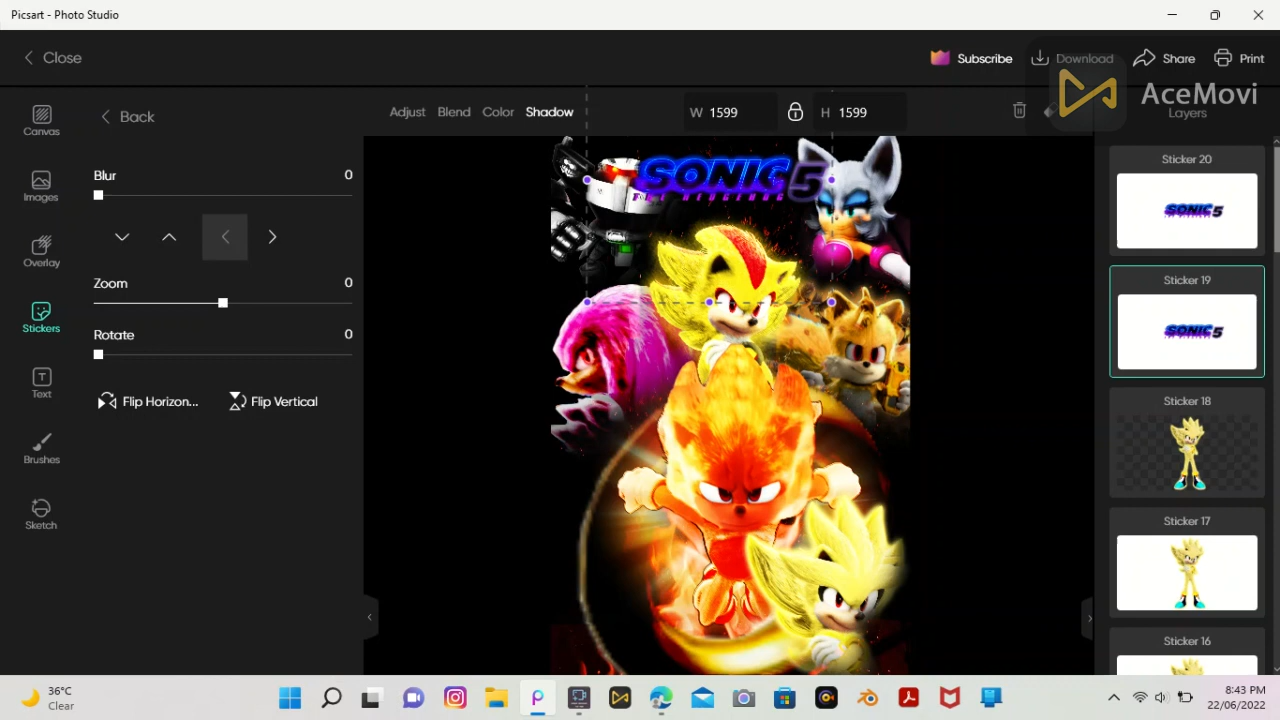 Picsart - Photo Studio
Close
Subscribe
Download
Share
Print
AceMovi
Canvas
Back
Adjust Blend Color Shadow
W 1599
H 1599
Layers
Images
Overlay
Stickers
Text
Brushes
Sketch
Blur 0
Zoom 0
Rotate 0
Flip Horizon...
Flip Vertical
SONIC 5
THE HEDGEHOG
Sticker 20
SONIC 5
Sticker 19
SONIC 5
Sticker 18
Sticker 17
Sticker 16
36°C
Clear
8:43 PM
22/06/2022